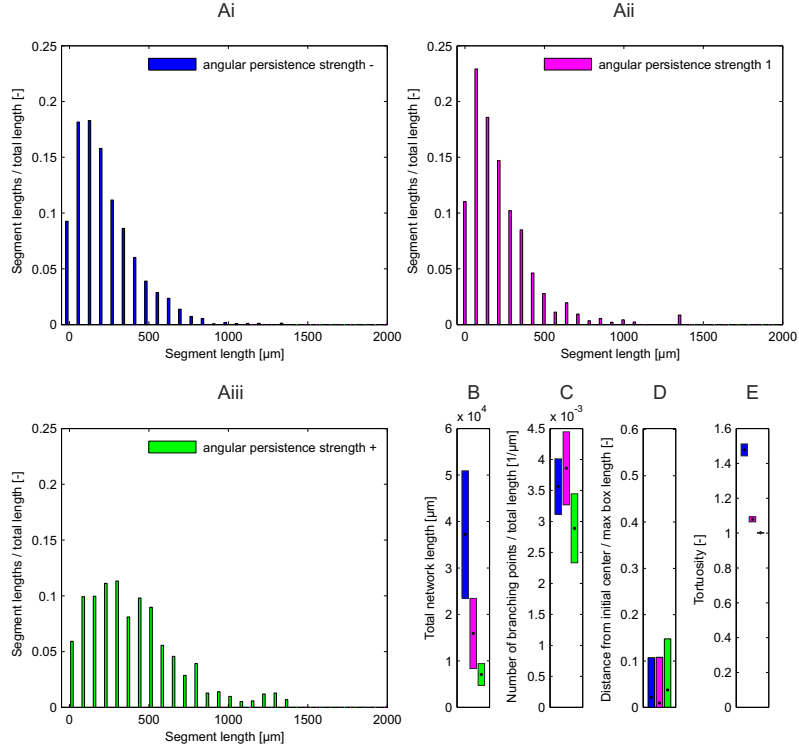 Ai
Aii
0.25
0.2
0.15
0.1
0.05
0
Segment lengths / total length [-]
angular persistence strength -
0 500 1000 1500 2000
Segment length [µm]
0.25
0.2
0.15
0.1
0.05
0
Segment lengths / total length [-]
angular persistence strength 1
0 500 1000 1500 2000
Segment length [µm]
Aiii
0.25
0.2
0.15
0.1
0.05
0
Segment lengths / total length [-]
angular persistence strength +
0 500 1000 1500 2000
Segment length [µm]
B
x 10⁴
6
5
4
3
2
1
0
Total network length [µm]
C
x 10⁻³
4.5
4
3.5
3
2.5
2
1.5
1
0.5
0
Number of branching points / total length [1/µm]
D
0.6
0.5
0.4
0.3
0.2
0.1
0
Distance from initial center / max box length [-]
E
1.6
1.4
1.2
1
0.8
0.6
0.4
0.2
0
Tortuosity [-]